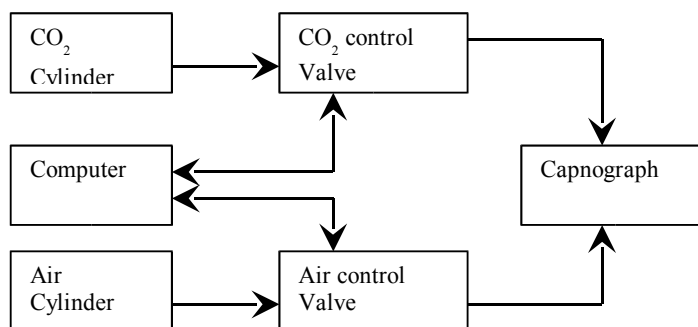 CO₂
Cylinder
CO₂ control
Valve
Computer
Capnograph
Air
Cylinder
Air control
Valve